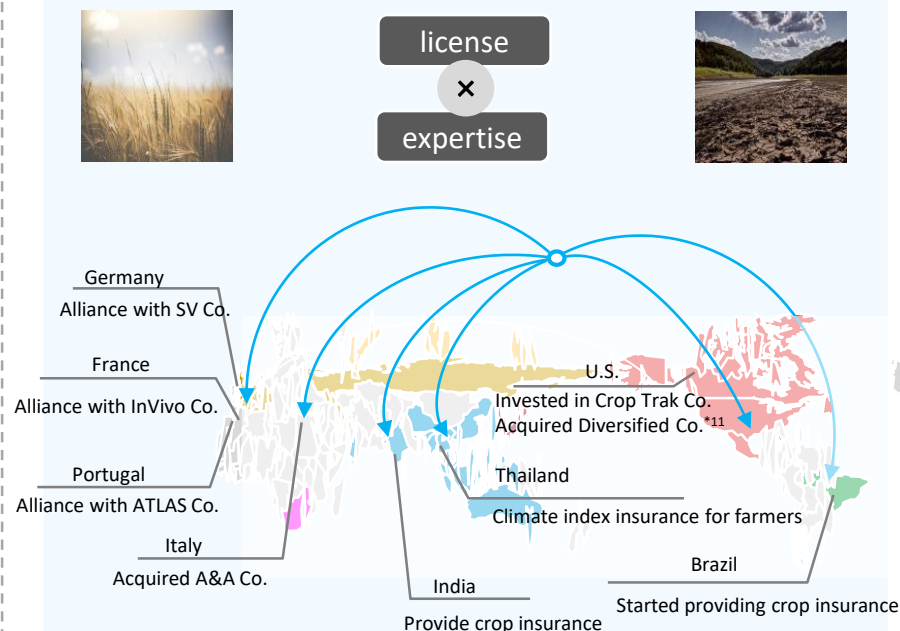 license
×
expertise
Germany
Alliance with SV Co.
France
Alliance with InVivo Co.
Portugal
Alliance with ATLAS Co.
Italy
Acquired A&A Co.
India
Provide crop insurance
U.S.
Invested in Crop Trak Co.
Acquired Diversified Co.*11
Thailand
Climate index insurance for farmers
Brazil
Started providing crop insurance